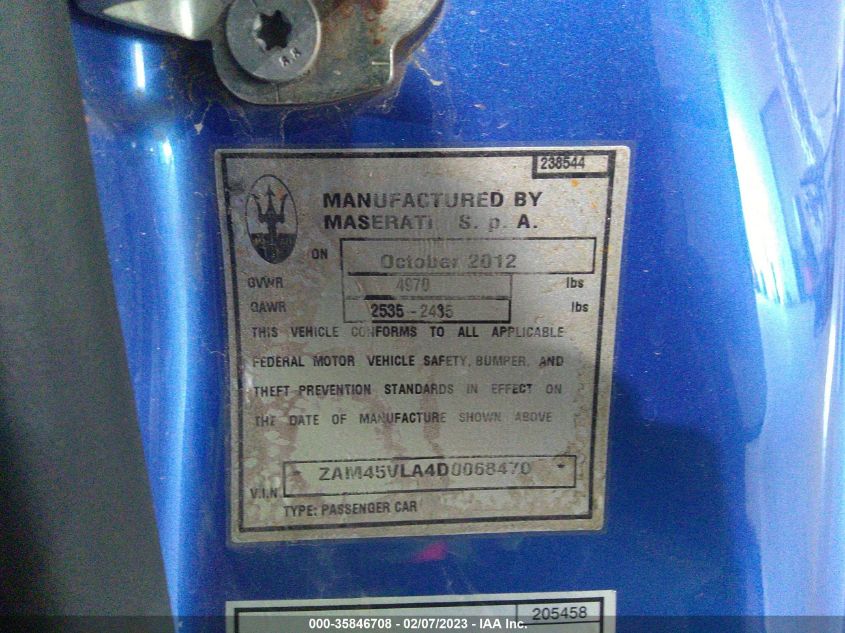 238544
MANUFACTURED BY
MASERATI S. p. A.
ON October 2012
GVWR 4970 lbs
GAWR 2535 - 2435 lbs
THIS VEHICLE CONFORMS TO ALL APPLICABLE
FEDERAL MOTOR VEHICLE SAFETY, BUMPER, AND
THEFT PREVENTION STANDARDS IN EFFECT ON
THE DATE OF MANUFACTURE SHOWN ABOVE
V.I.N. * ZAM45VLA4D0068470 *
TYPE: PASSENGER CAR
205458
000-35846708 - 02/07/2023 - IAA Inc.